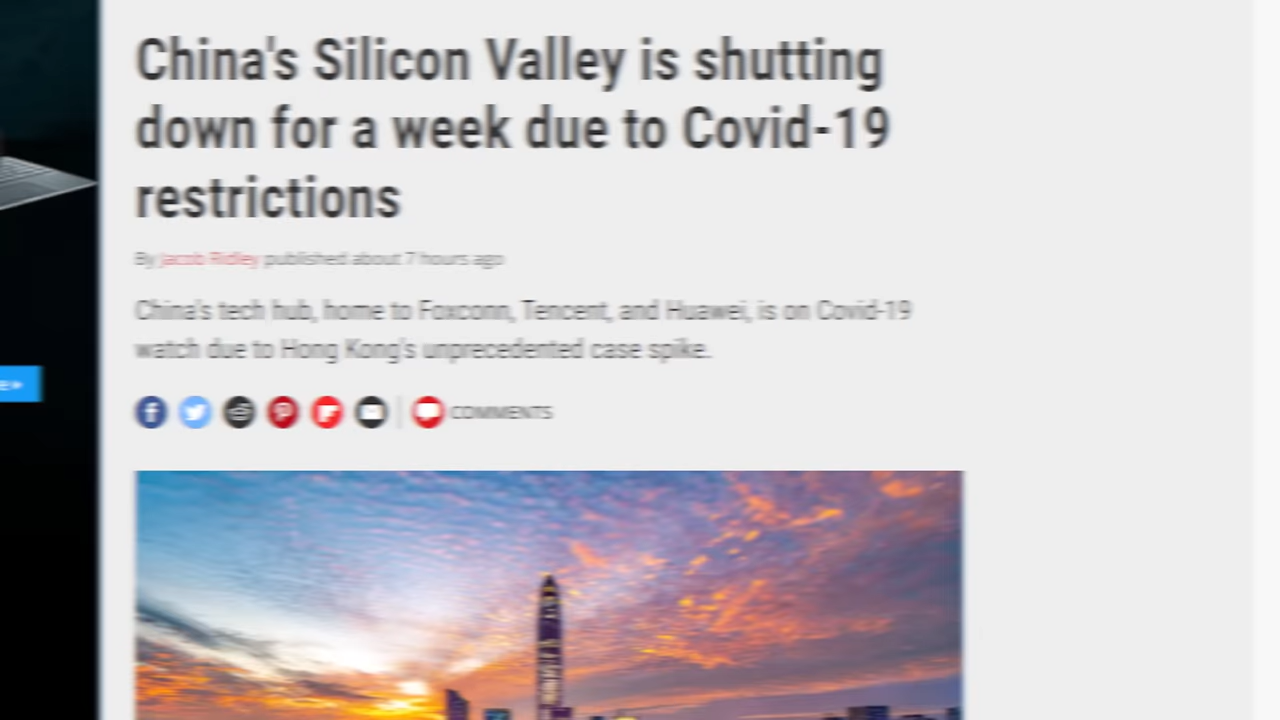 China's Silicon Valley is shutting
down for a week due to Covid-19
restrictions
By Jacob Ridley published about 7 hours ago
China's tech hub, home to Foxconn, Tencent, and Huawei, is on Covid-19
watch due to Hong Kong's unprecedented case spike.
COMMENTS